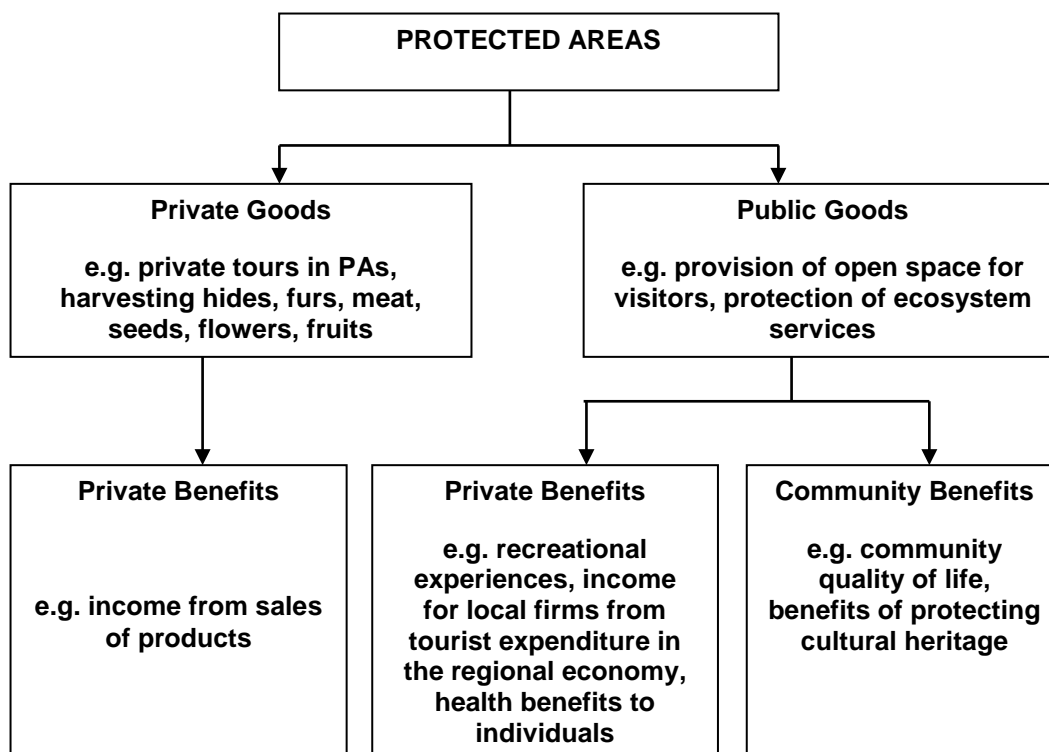 PROTECTED AREAS
Private Goods
e.g. private tours in PAs,
harvesting hides, furs, meat,
seeds, flowers, fruits
Public Goods
e.g. provision of open space for
visitors, protection of ecosystem
services
Private Benefits
e.g. income from sales
of products
Private Benefits
e.g. recreational
experiences, income
for local firms from
tourist expenditure in
the regional economy,
health benefits to
individuals
Community Benefits
e.g. community
quality of life,
benefits of protecting
cultural heritage